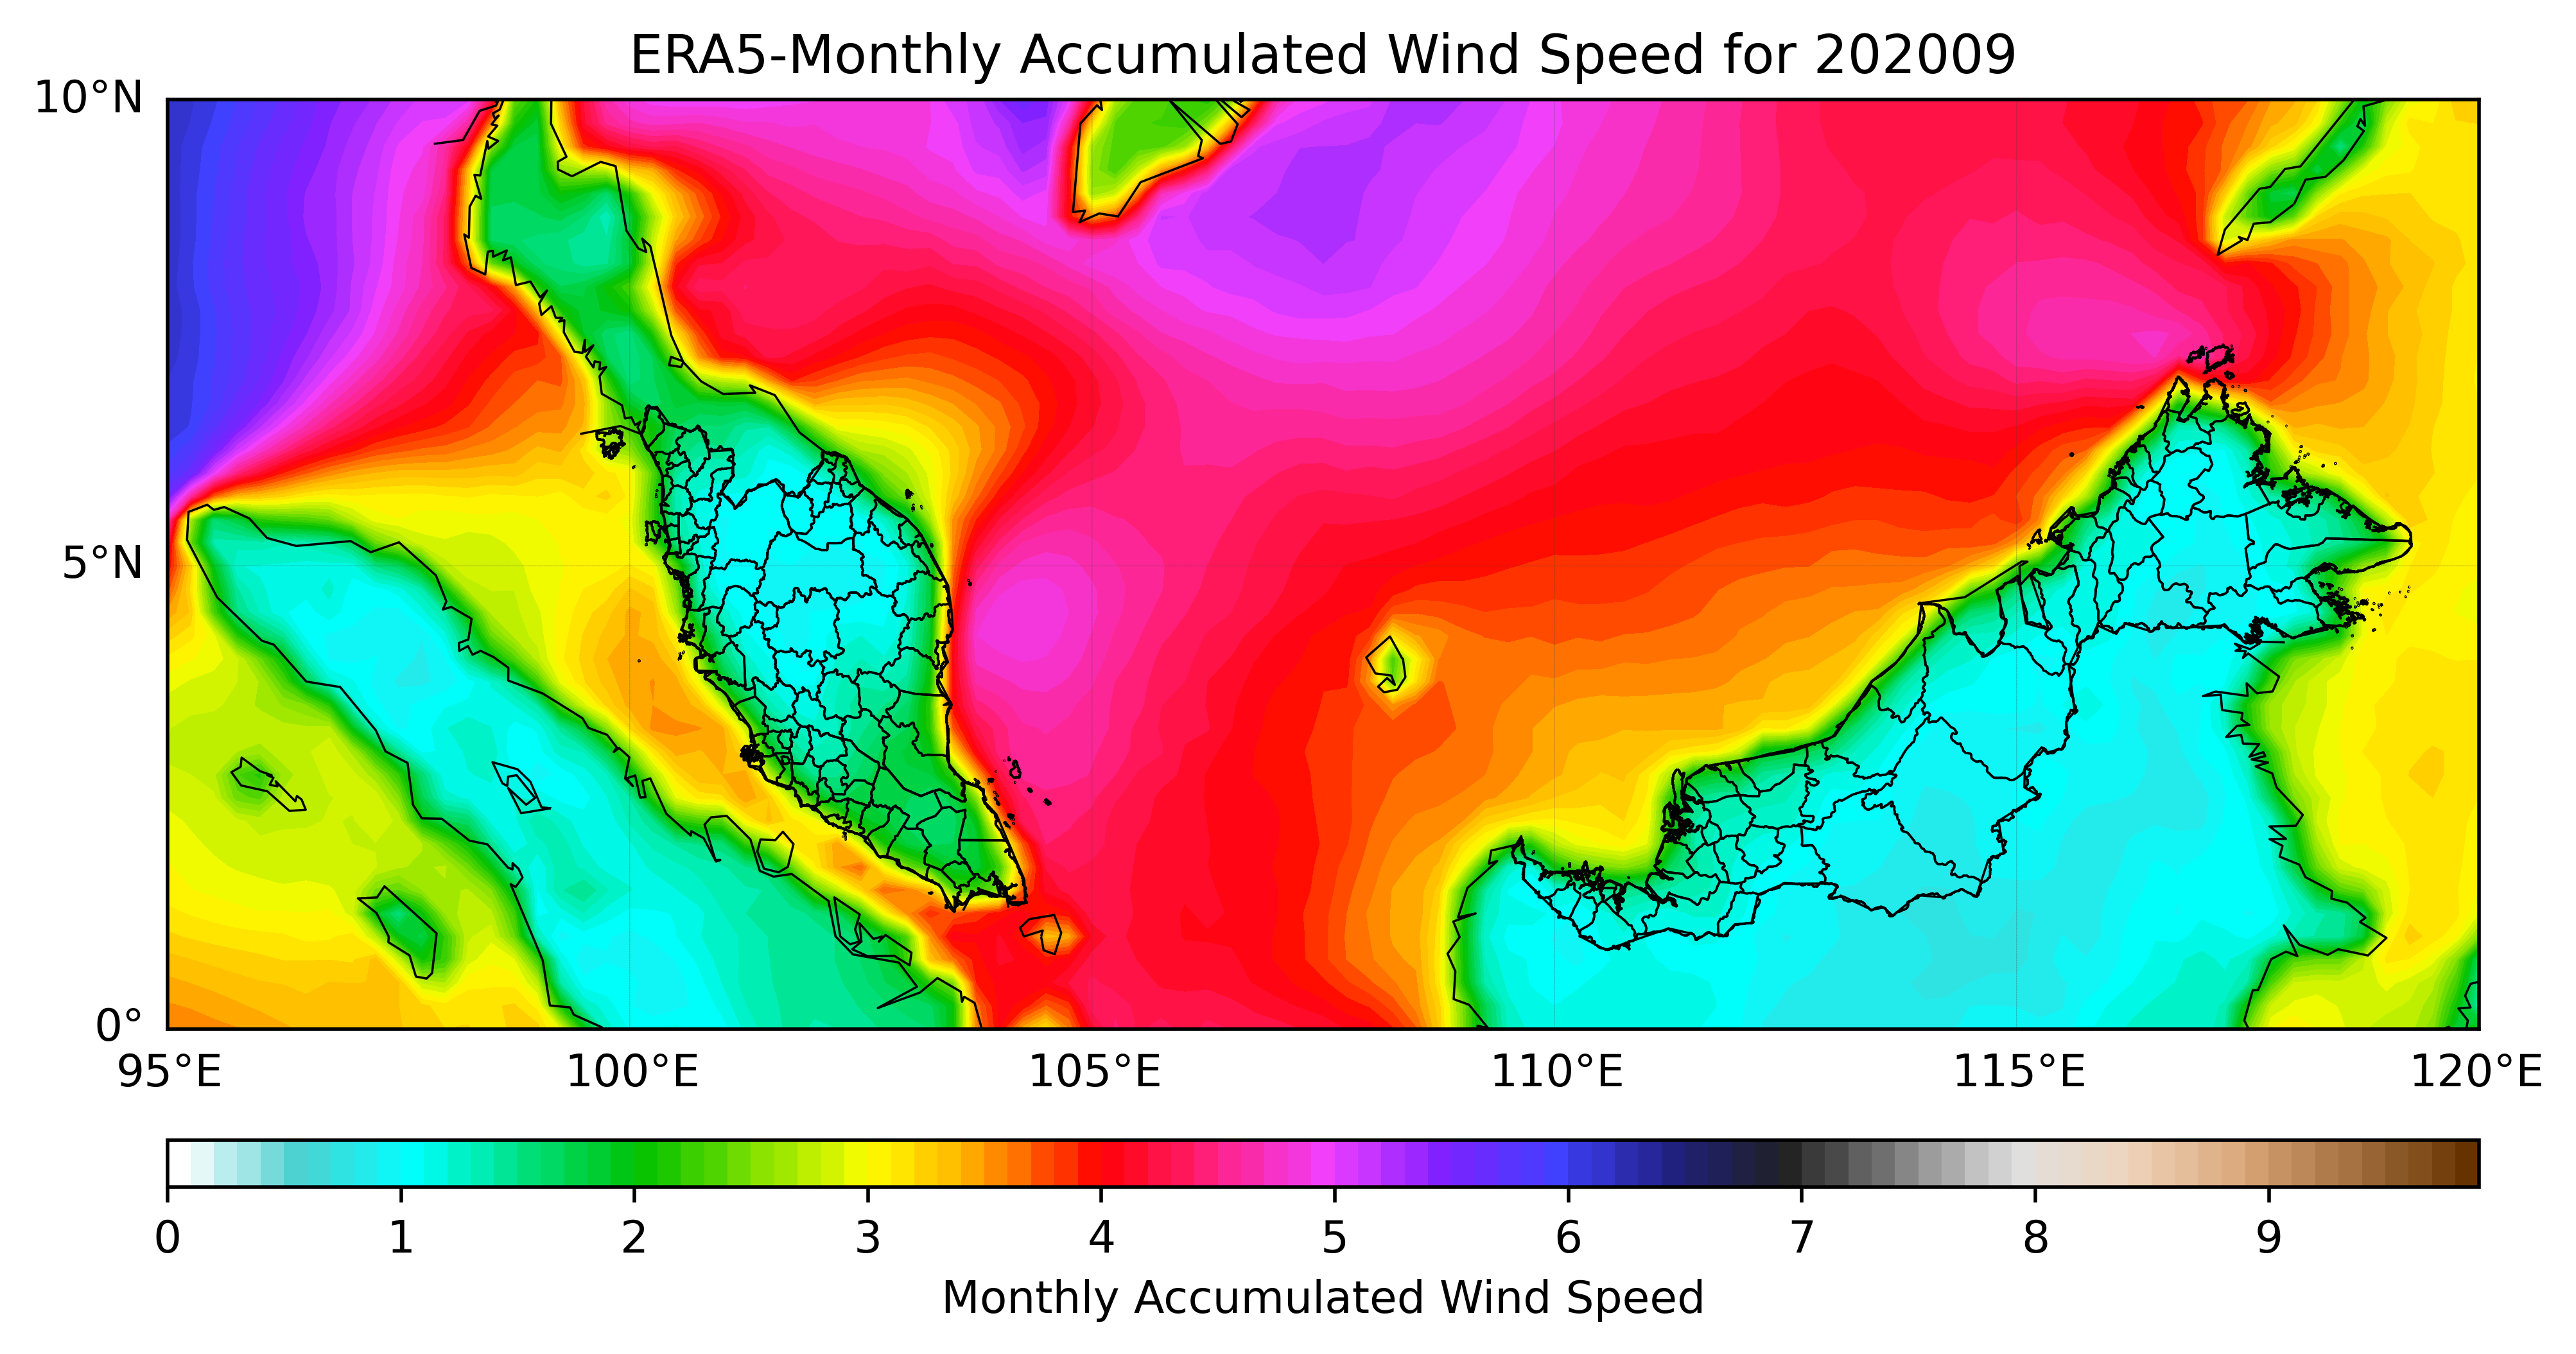 ERA5-Monthly Accumulated Wind Speed for 202009
10°N
5°N
0°
95°E 100°E 105°E 110°E 115°E 120°E
0 1 2 3 4 5 6 7 8 9
Monthly Accumulated Wind Speed